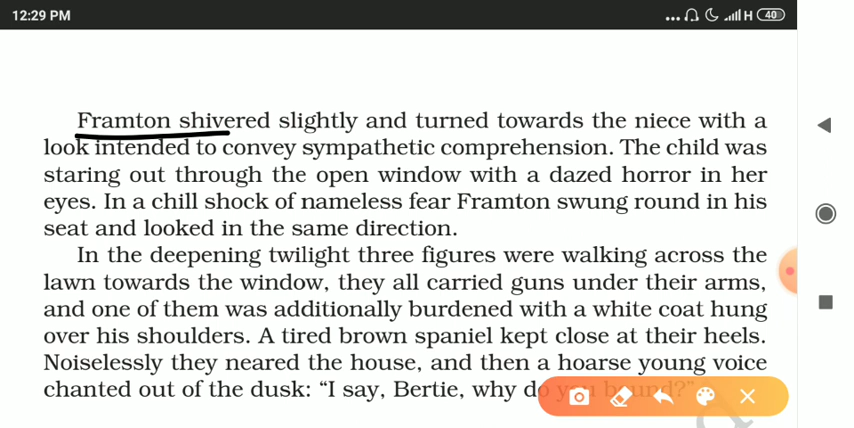 12:29 PM
H 40
Framton shivered slightly and turned towards the niece with a
look intended to convey sympathetic comprehension. The child was
staring out through the open window with a dazed horror in her
eyes. In a chill shock of nameless fear Framton swung round in his
seat and looked in the same direction.
In the deepening twilight three figures were walking across the
lawn towards the window, they all carried guns under their arms,
and one of them was additionally burdened with a white coat hung
over his shoulders. A tired brown spaniel kept close at their heels.
Noiselessly they neared the house, and then a hoarse young voice
chanted out of the dusk: “I say, Bertie, why do you bound?”